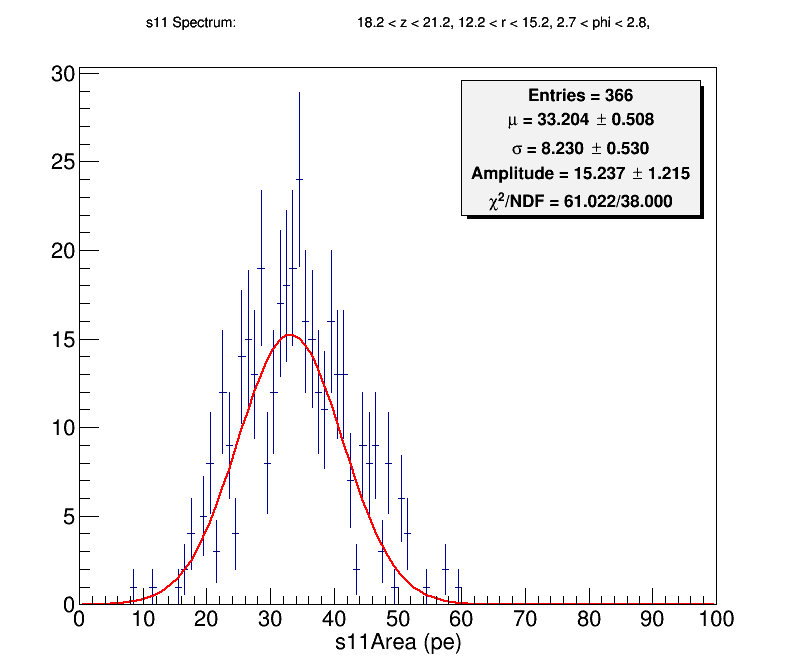 s11 Spectrum: 18.2 < z < 21.2, 12.2 < r < 15.2, 2.7 < phi < 2.8,
30
25
20
15
10
5
0
Entries = 366
μ = 33.204 ± 0.508
σ = 8.230 ± 0.530
Amplitude = 15.237 ± 1.215
χ²/NDF = 61.022/38.000
0 10 20 30 40 50 60 70 80 90 100
s11Area (pe)